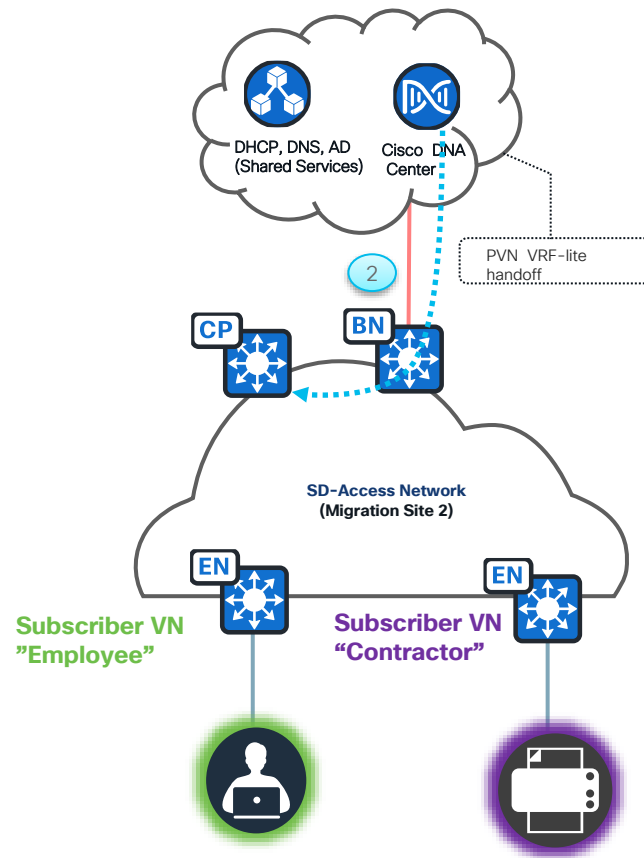 DHCP, DNS, AD
(Shared Services)
Cisco DNA
Center
PVN VRF-lite
handoff
2
CP
BN
SD-Access Network
(Migration Site 2)
EN
EN
Subscriber VN
”Employee”
Subscriber VN
“Contractor”